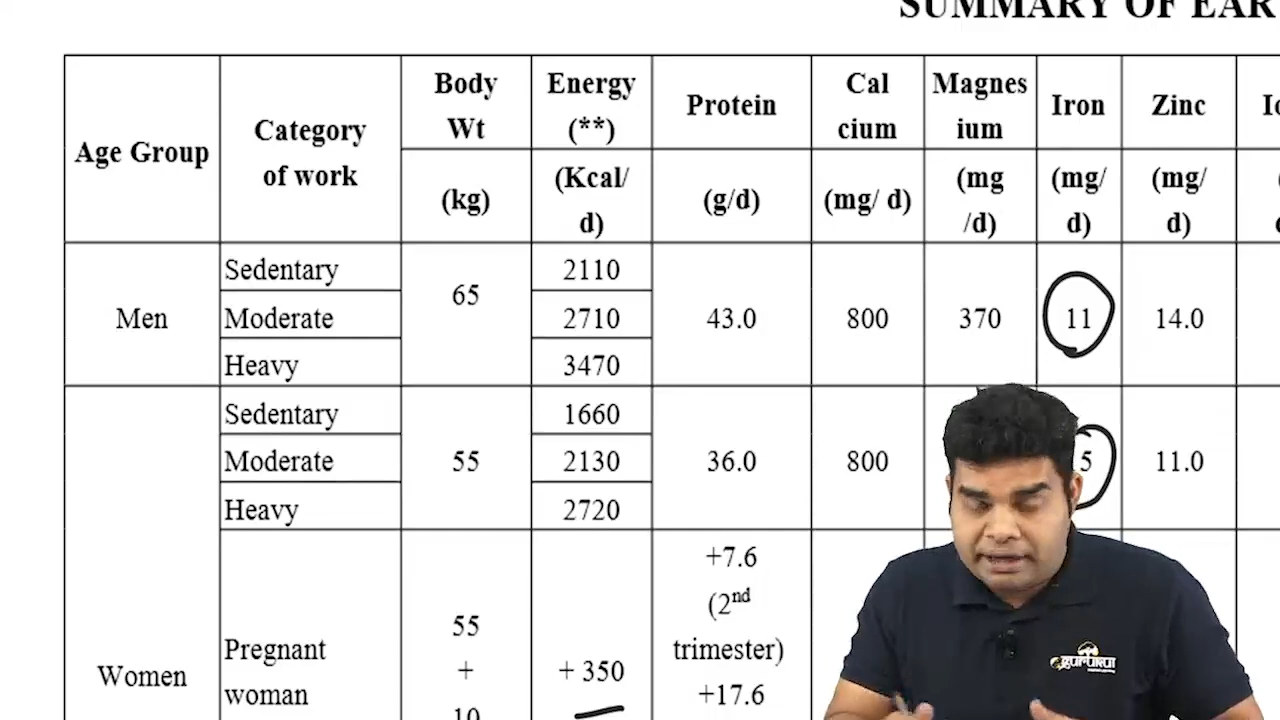 SUMMARY OF EAR
Age Group
Category
of work
Body
Wt
(kg)
Energy
(**)
(Kcal/
d)
Protein
(g/d)
Cal
cium
(mg/ d)
Magnes
ium
(mg
/d)
Iron
(mg/
d)
Zinc
(mg/
d)
Men
Sedentary
Moderate
Heavy
65
2110
2710
3470
43.0
800
370
11
14.0
Women
Sedentary
Moderate
Heavy
55
1660
2130
2720
36.0
800
5
11.0
Pregnant
woman
55
+
10
+ 350
+7.6
(2nd
trimester)
+17.6
gurukul